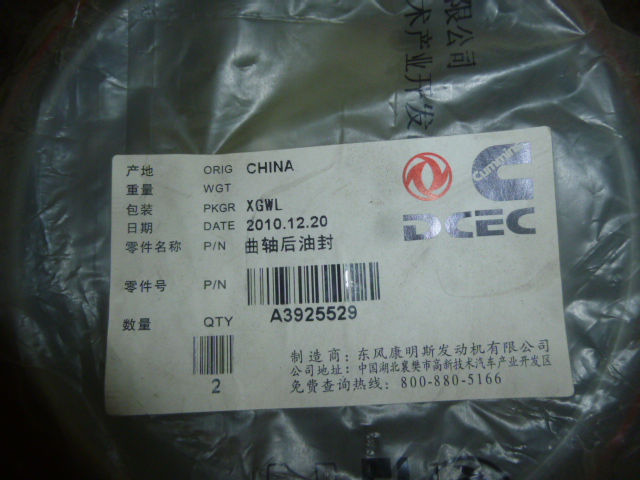 有限公司
术产业开发
产地 ORIG CHINA
重量 WGT
包装 PKGR XGWL
日期 DATE 2010.12.20
零件名称 P/N 曲轴后油封
零件号 P/N
A3925529
数量 QTY
2
Cummins
DCEC
制造商：东风康明斯发动机有限公司
公司地址：中国湖北襄樊市高新技术汽车产业开发区
免费查询热线：800-880-5166